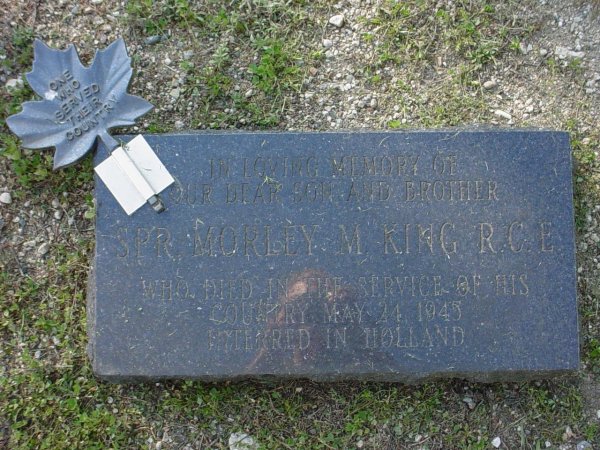 ONE
WHO
SERVED
THEIR
COUNTRY
IN LOVING MEMORY OF
OUR DEAR SON AND BROTHER
SPR. MORLEY M. KING R.C.E.
WHO DIED IN THE SERVICE OF HIS
COUNTRY MAY 24 1945
INTERRED IN HOLLAND